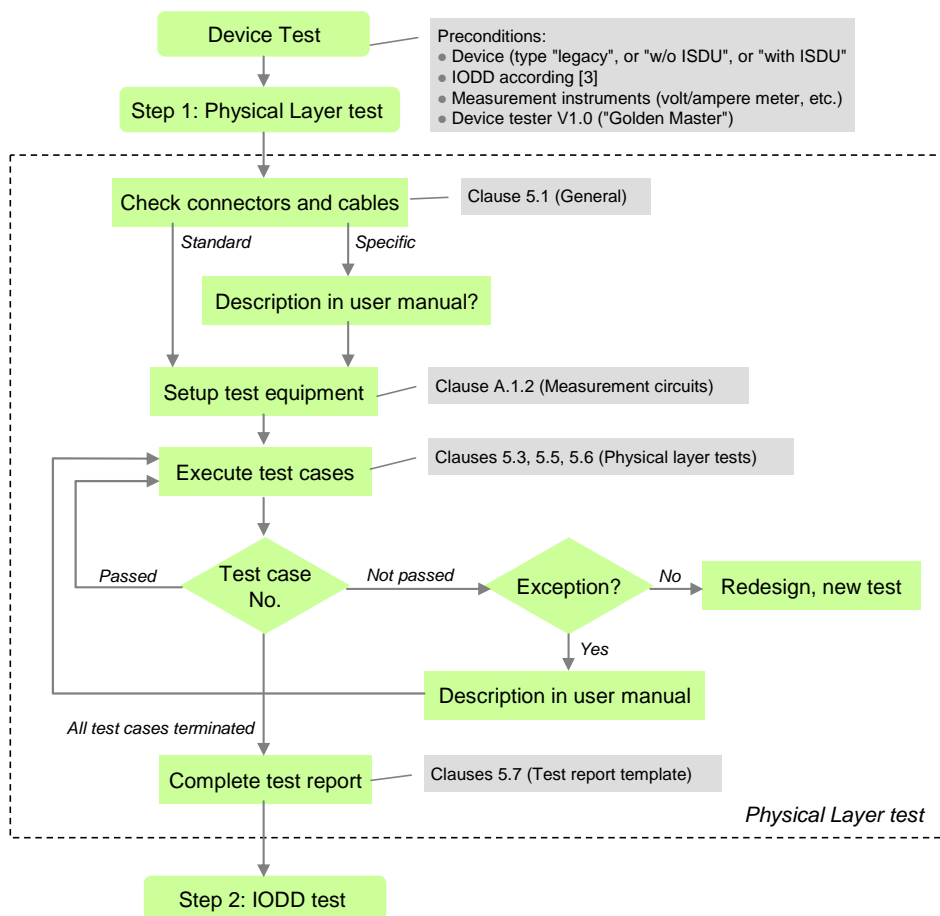 Device Test
Preconditions:
● Device (type "legacy", or "w/o ISDU", or "with ISDU"
● IODD according [3]
● Measurement instruments (volt/ampere meter, etc.)
● Device tester V1.0 ("Golden Master")
Step 1: Physical Layer test
Check connectors and cables
Clause 5.1 (General)
Standard
Specific
Description in user manual?
Setup test equipment
Clause A.1.2 (Measurement circuits)
Execute test cases
Clauses 5.3, 5.5, 5.6 (Physical layer tests)
Passed
Test case
No.
Not passed
Exception?
No
Redesign, new test
Yes
Description in user manual
All test cases terminated
Complete test report
Clauses 5.7 (Test report template)
Physical Layer test
Step 2: IODD test